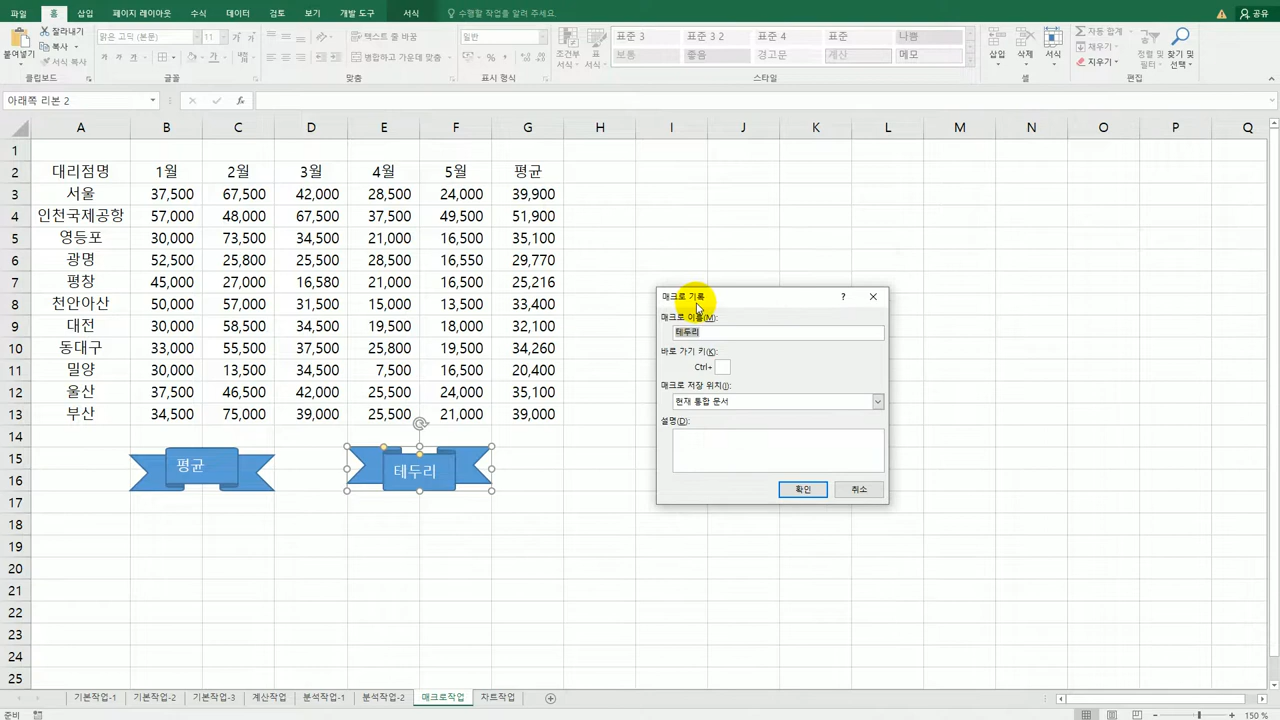 파일 홈 삽입 페이지 레이아웃 수식 데이터 검토 보기 개발 도구 서식 수행할 작업을 알려 주세요. 공유
잘라내기
복사
서식 복사
붙여넣기
클립보드
맑은 고딕 (본문) 11
가 가 가 가 가
글꼴
텍스트 줄 바꿈
병합하고 가운데 맞춤
맞춤
일반
%
표시 형식
조건부 서식
표 서식
표준 3 표준 3 2 표준 4 표준 나쁨
보통 좋음 경고문 계산 메모
스타일
삽입 삭제 서식
셀
자동 합계
채우기
지우기
정렬 및 필터
찾기 및 선택
편집
아래쪽 리본 2 fx
A B C D E F G H I J K L M N O P Q
1
2 대리점명 1월 2월 3월 4월 5월 평균
3 서울 37,500 67,500 42,000 28,500 24,000 39,900
4 인천국제공항 57,000 48,000 67,500 37,500 49,500 51,900
5 영등포 30,000 73,500 34,500 21,000 16,500 35,100
6 광명 52,500 25,800 25,500 28,500 16,550 29,770
7 평창 45,000 27,000 16,580 21,000 16,500 25,216
8 천안아산 50,000 57,000 31,500 15,000 13,500 33,400
9 대전 30,000 58,500 34,500 19,500 18,000 32,100
10 동대구 33,000 55,500 37,500 25,800 19,500 34,260
11 밀양 30,000 13,500 34,500 7,500 16,500 20,400
12 울산 37,500 46,500 42,000 25,500 24,000 35,100
13 부산 34,500 75,000 39,000 25,500 21,000 39,000
14
15
16
17
18
19
20
21
22
23
24
25
평균
테두리
매크로 기록 ?
매크로 이름(M):
테두리
바로 가기 키(K):
Ctrl+
매크로 저장 위치(I):
현재 통합 문서
설명(D):
확인 취소
기본작업-1 기본작업-2 기본작업-3 계산작업 분석작업-1 분석작업-2 매크로작업 차트작업
준비 150 %